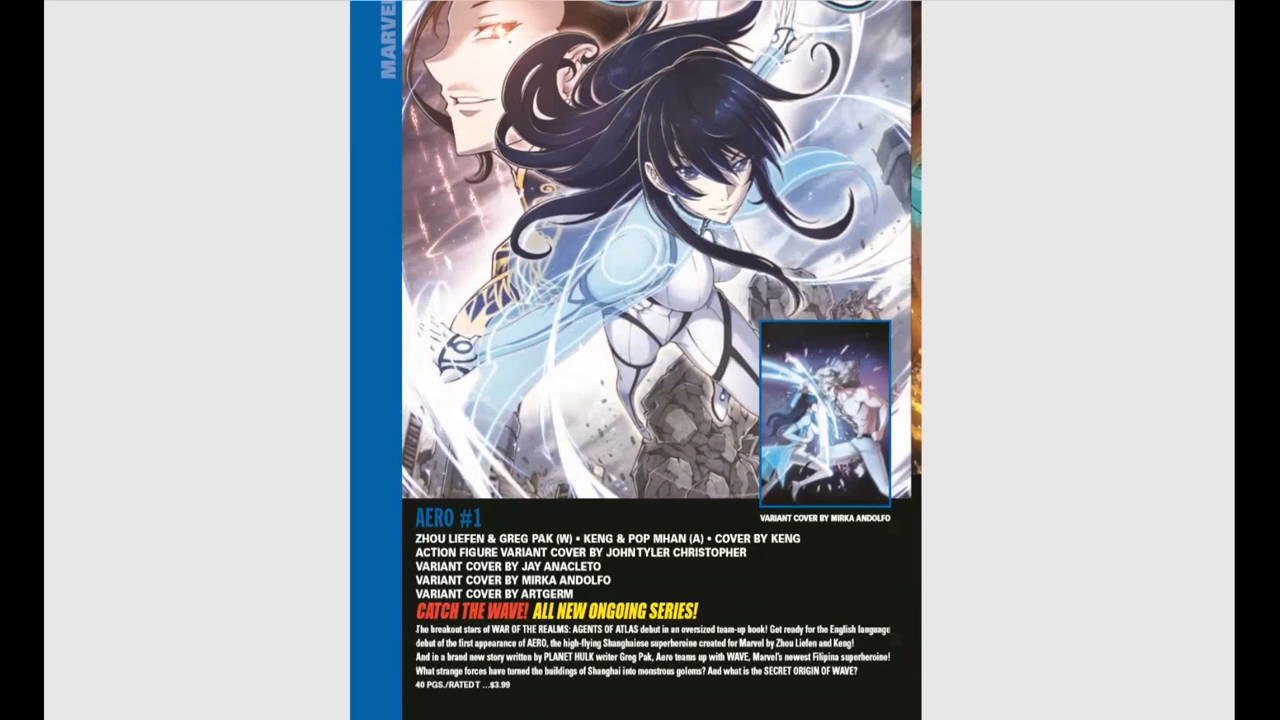 MARVEL
AERO #1
VARIANT COVER BY MIRKA ANDOLFO
ZHOU LIEFEN & GREG PAK (W) • KENG & POP MHAN (A) • COVER BY KENG
ACTION FIGURE VARIANT COVER BY JOHN TYLER CHRISTOPHER
VARIANT COVER BY JAY ANACLETO
VARIANT COVER BY MIRKA ANDOLFO
VARIANT COVER BY ARTGERM
CATCH THE WAVE! ALL NEW ONGOING SERIES!
The breakout stars of WAR OF THE REALMS: AGENTS OF ATLAS debut in an oversized team-up book! Get ready for the English language
debut of the first appearance of AERO, the high-flying Shanghaiese superheroine created for Marvel by Zhou Liefen and Keng!
And in a brand new story written by PLANET HULK writer Greg Pak, Aero teams up with WAVE, Marvel's newest Filipina superheroine!
What strange forces have turned the buildings of Shanghai into monstrous golems? And what is the SECRET ORIGIN OF WAVE?
40 PGS./RATED T ...$3.99